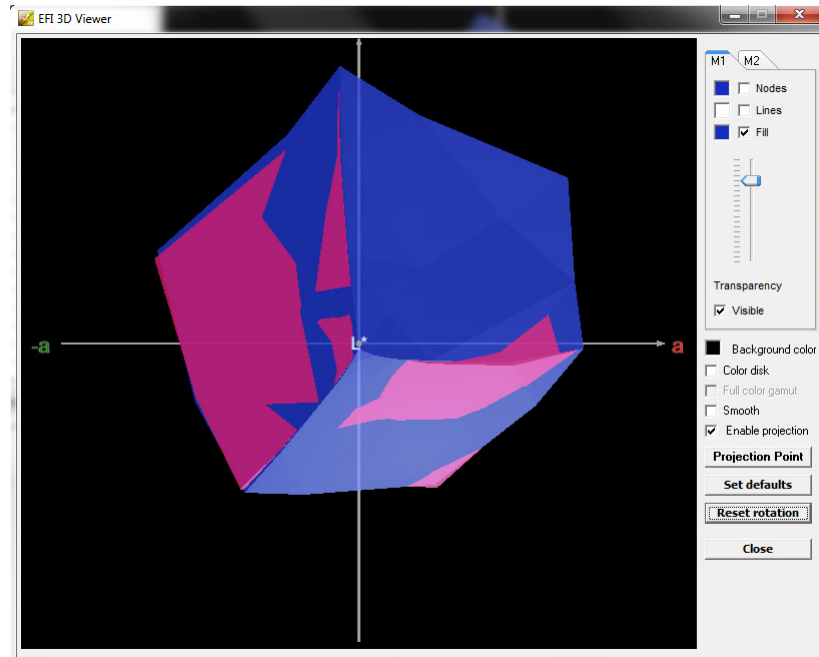 EFI 3D Viewer
M1 M2
Nodes
Lines
Fill
Transparency
Visible
-a L* a
Background color
Color disk
Full color gamut
Smooth
Enable projection
Projection Point
Set defaults
Reset rotation
Close